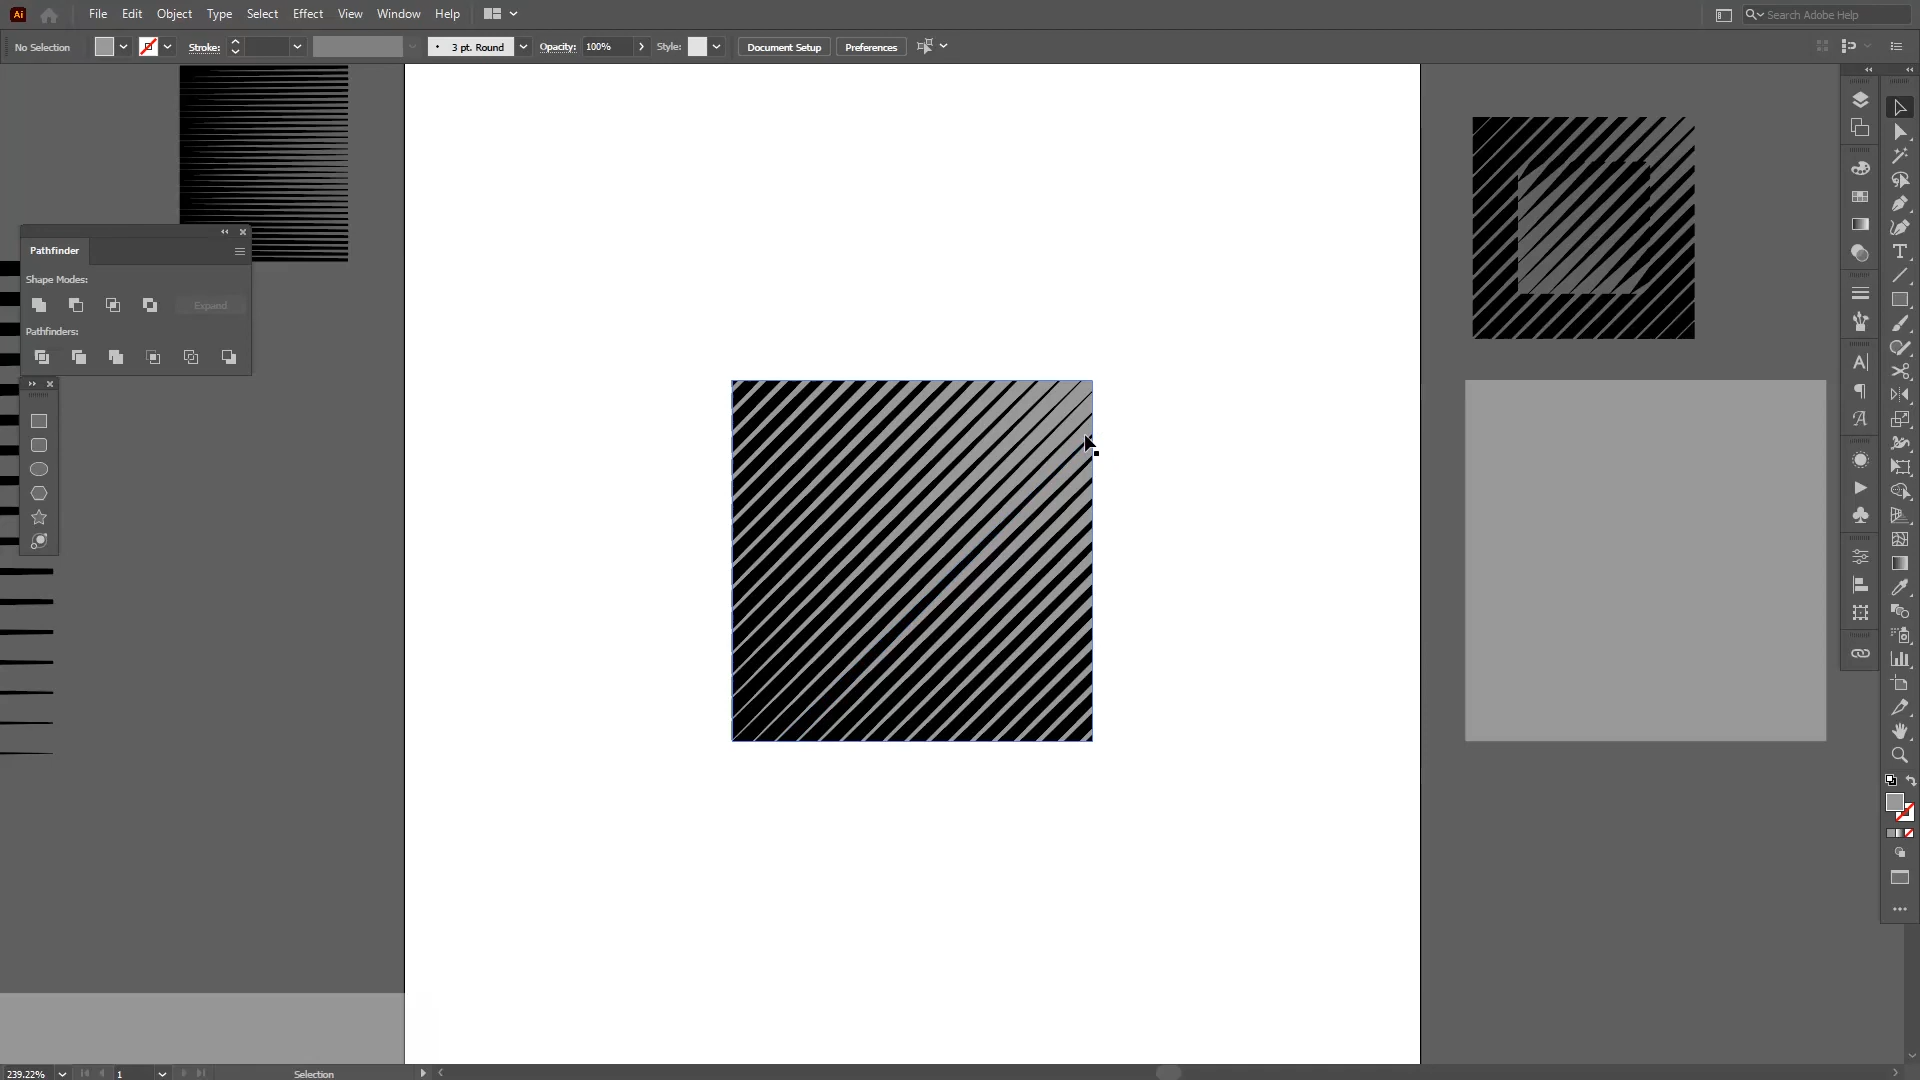 Ai File Edit Object Type Select Effect View Window Help Search Adobe Help
No Selection Stroke: 3 pt. Round Opacity: 100% Style: Document Setup Preferences
Pathfinder
Shape Modes:
Expand
Pathfinders:
239.22% 1 Selection